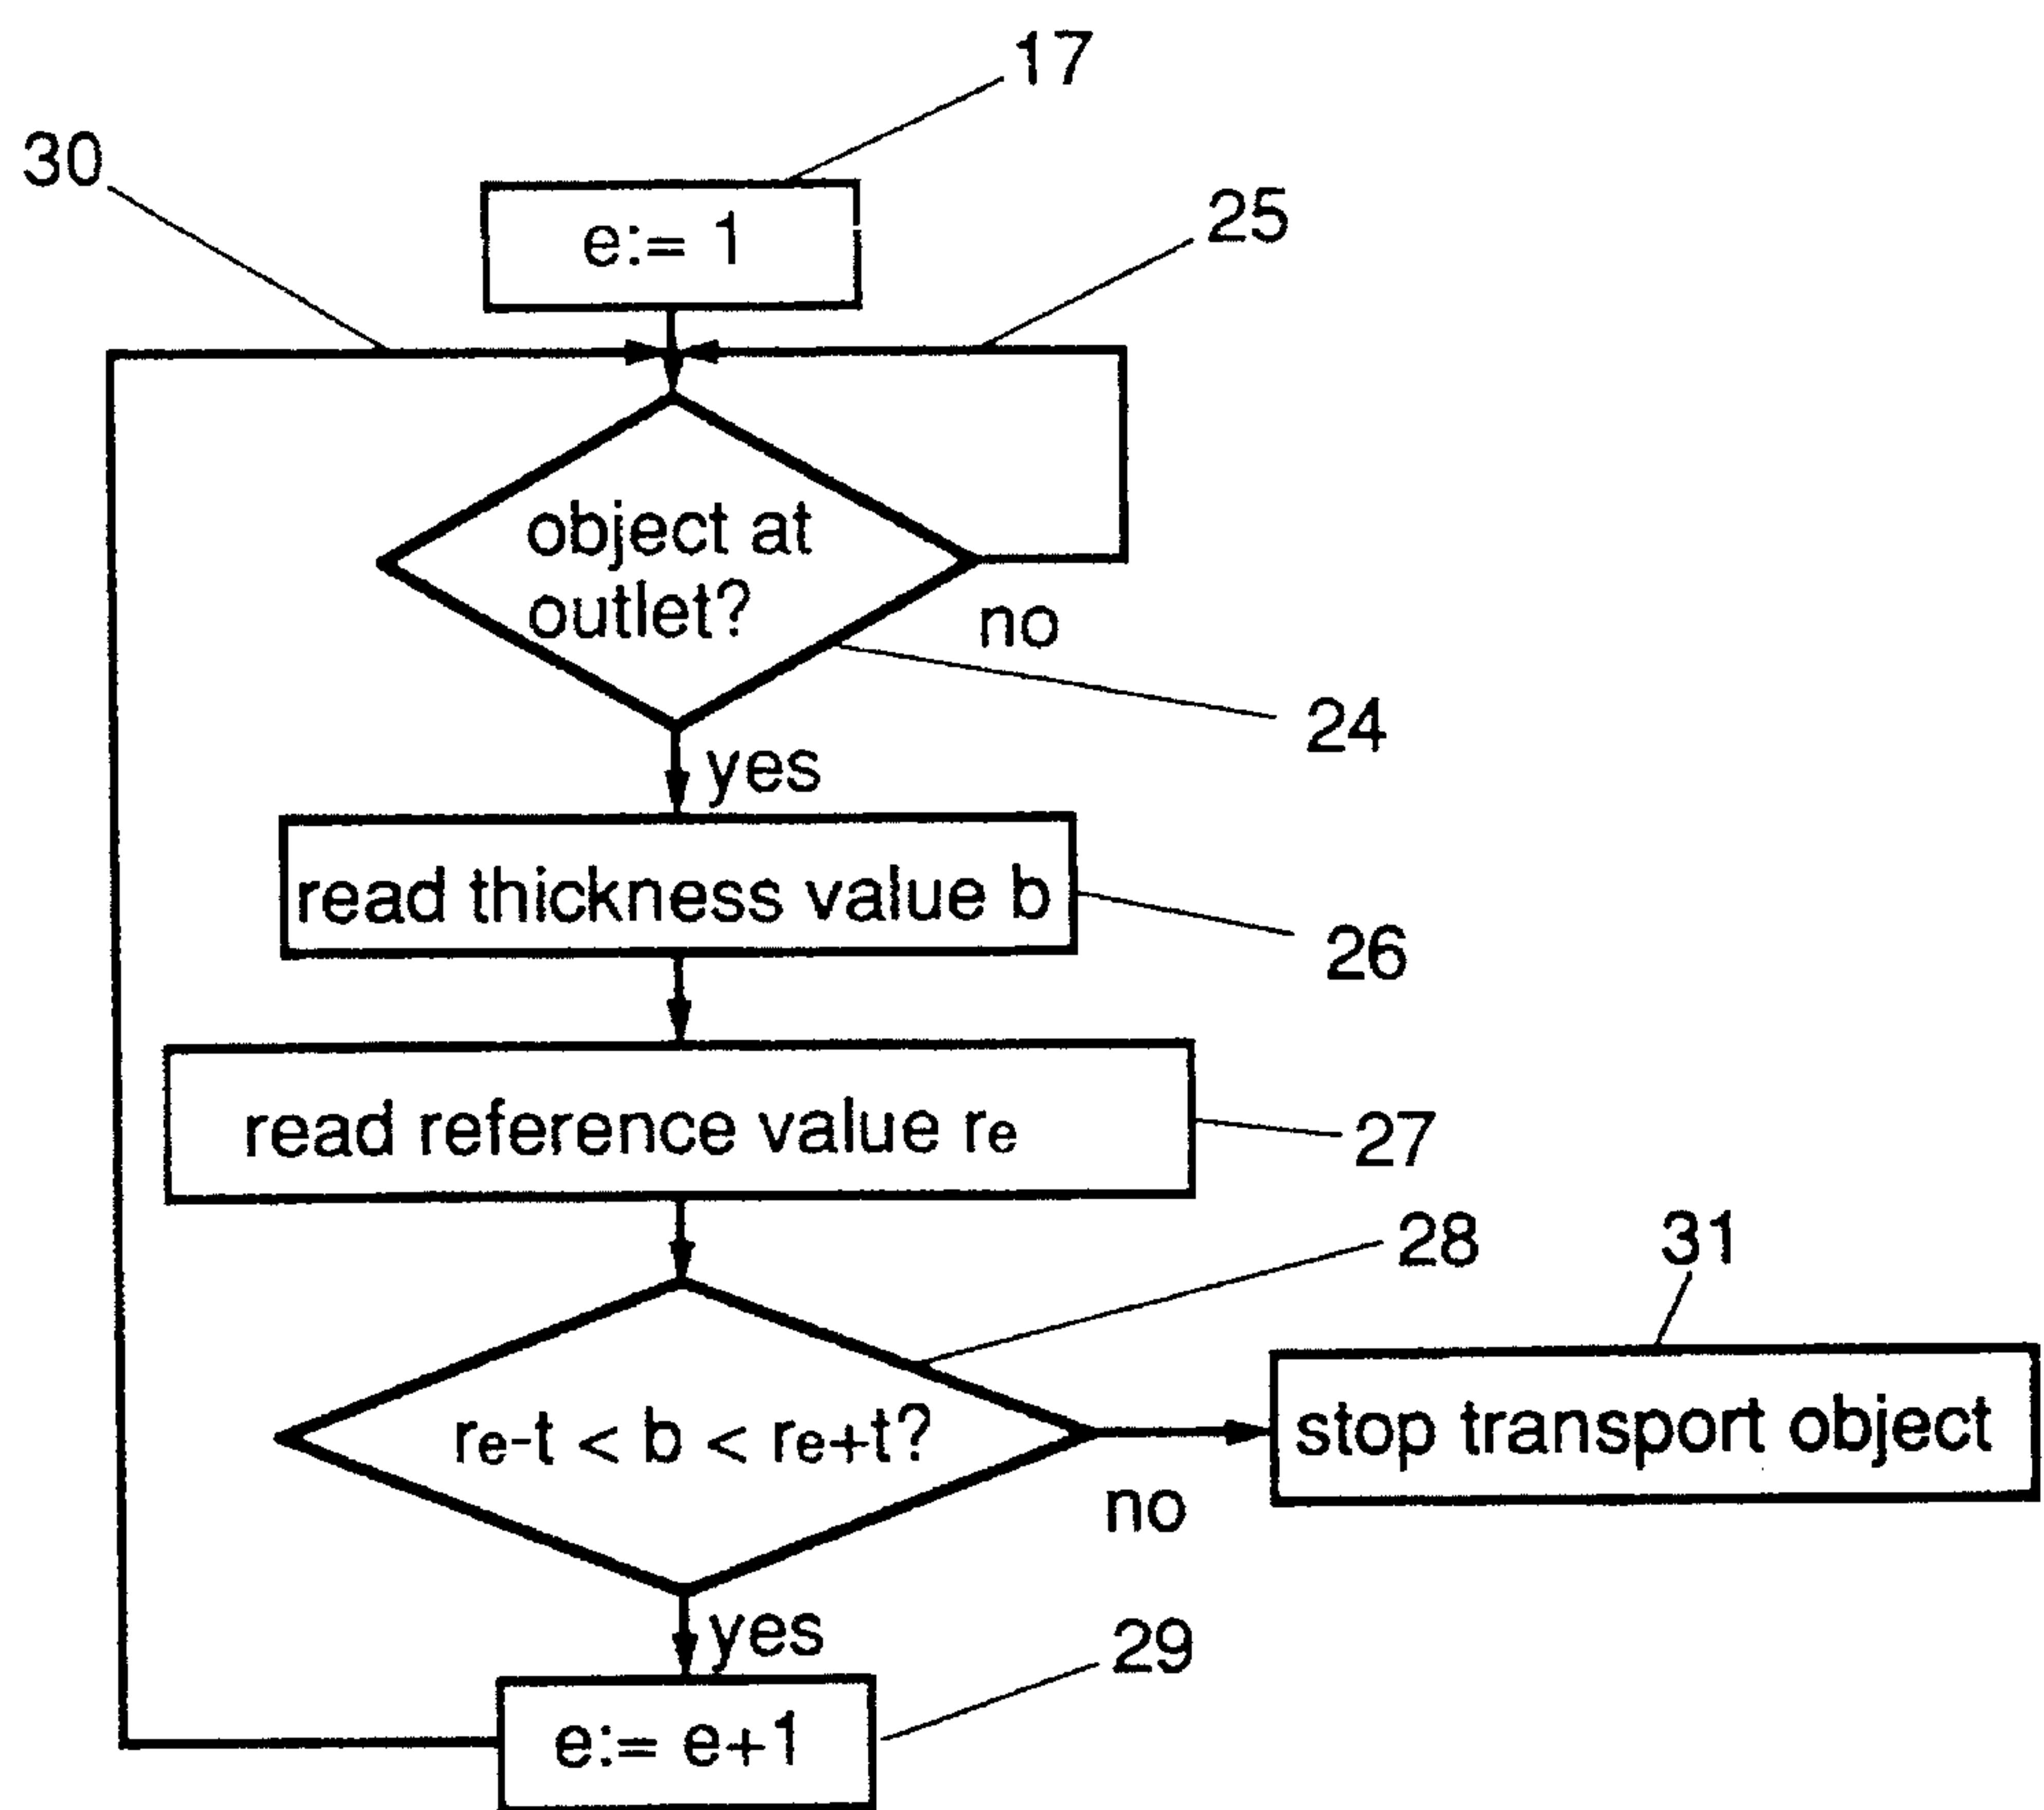 17
30
e:= 1
25
object at
outlet?
no
24
yes
read thickness value b
26
read reference value re
27
28
31
re-t < b < re+t?
stop transport object
no
yes
29
e:= e+1